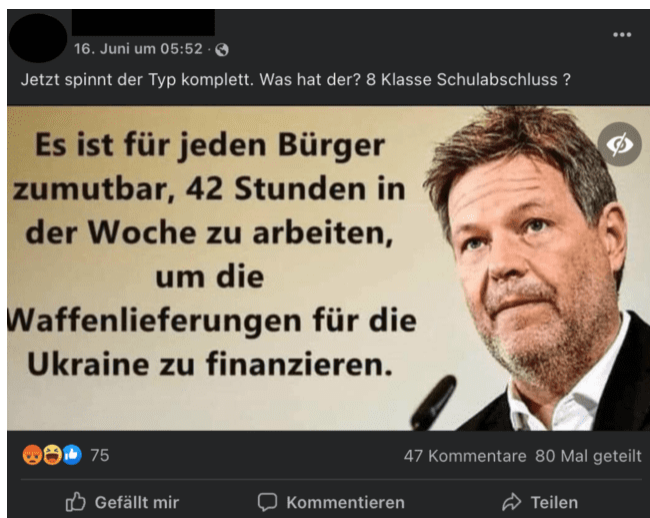 16. Juni um 05:52 ·
Jetzt spinnt der Typ komplett. Was hat der? 8 Klasse Schulabschluss ?
Es ist für jeden Bürger
zumutbar, 42 Stunden in
der Woche zu arbeiten,
um die
Waffenlieferungen für die
Ukraine zu finanzieren.
75
47 Kommentare 80 Mal geteilt
Gefällt mir
Kommentieren
Teilen